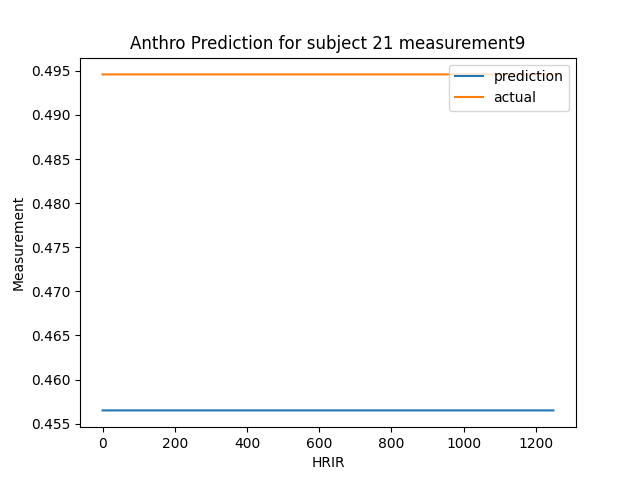 Anthro Prediction for subject 21 measurement9
0.495
0.490
0.485
0.480
0.475
0.470
0.465
0.460
0.455
Measurement
prediction
actual
0 200 400 600 800 1000 1200
HRIR